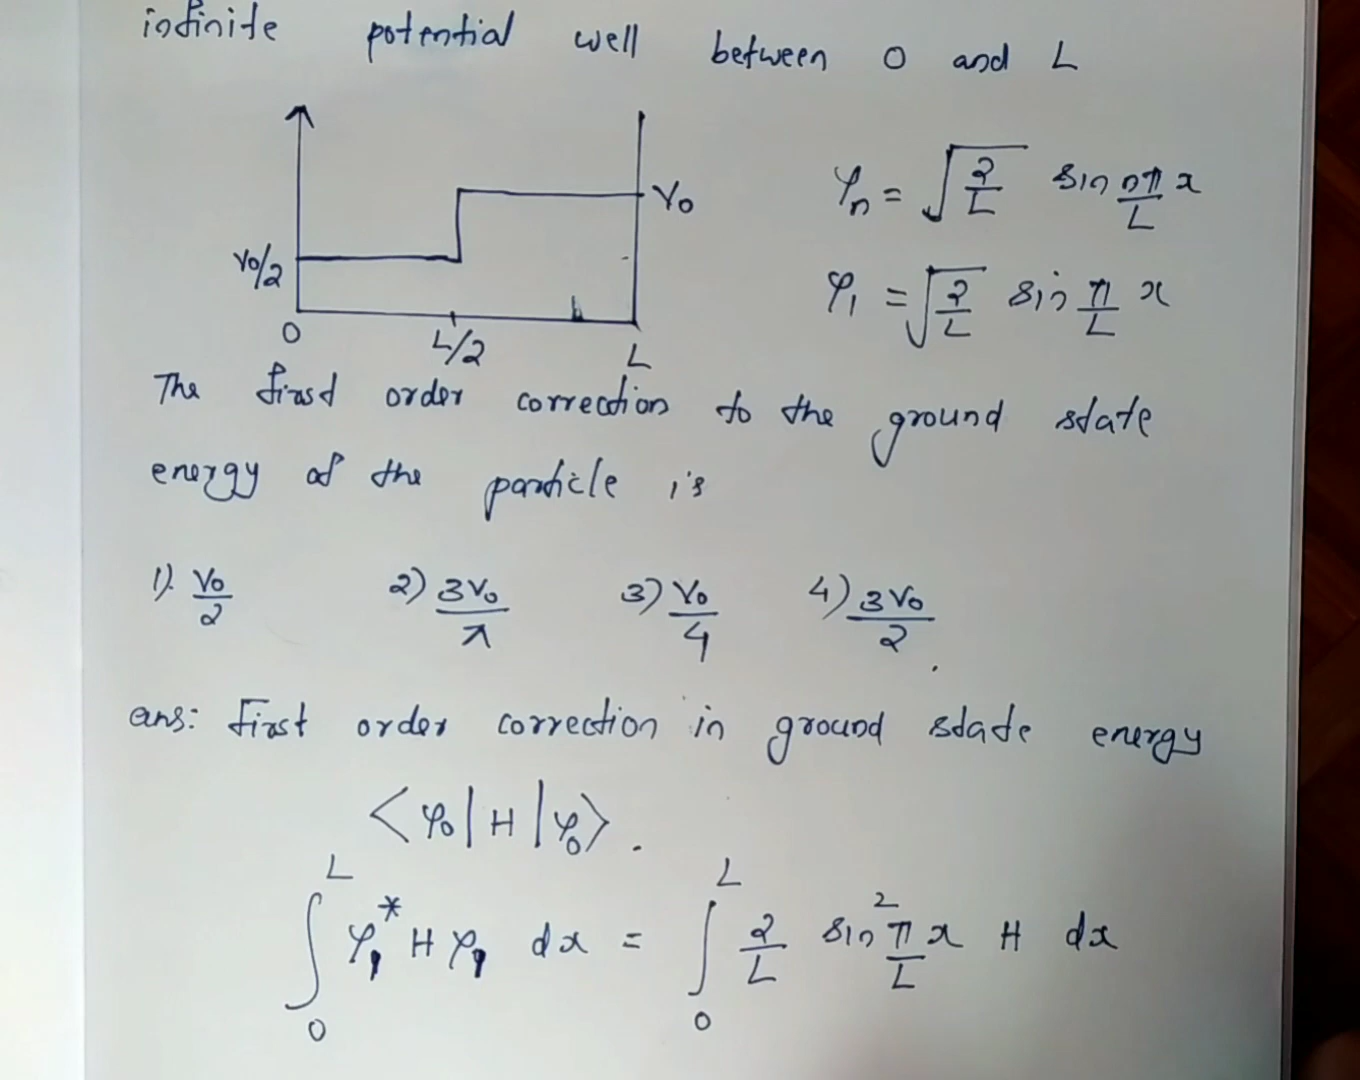 infinite potential well between 0 and L
V₀
V₀/2
0 L/2 L
φₙ = √(2/L) sin nπ/L x
φ₁ = √(2/L) sin π/L x
The first order correction to the ground state
energy of the particle is
1). V₀/2 2) 3V₀/π 3) V₀/4 4) 3V₀/2 .
ans: First order correction in ground state energy
<φ₀|H|φ₀> .
∫₀ᴸ φ₁* H φ₁ dx = ∫₀ᴸ 2/L sin² π/L x H dx